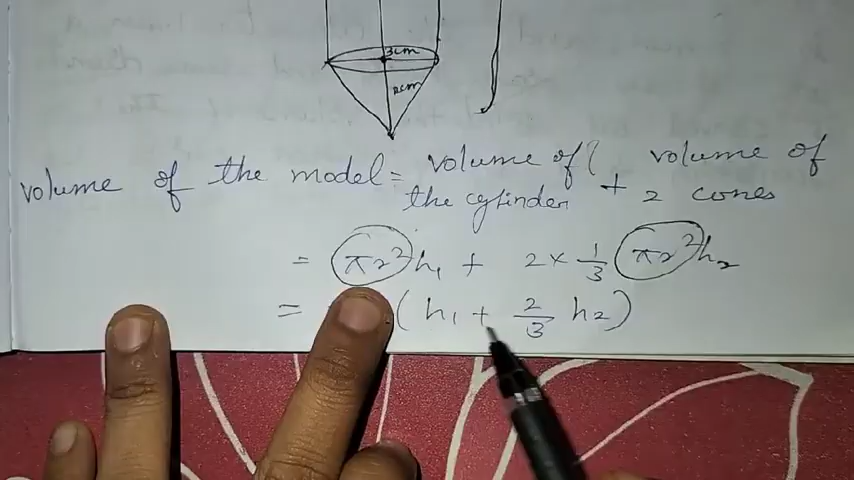 3cm
2cm
volume of the model = volume of the cylinder + volume of 2 cones
= πr²h₁ + 2 × 1/3 πr²h₂
= (h₁ + 2/3 h₂)